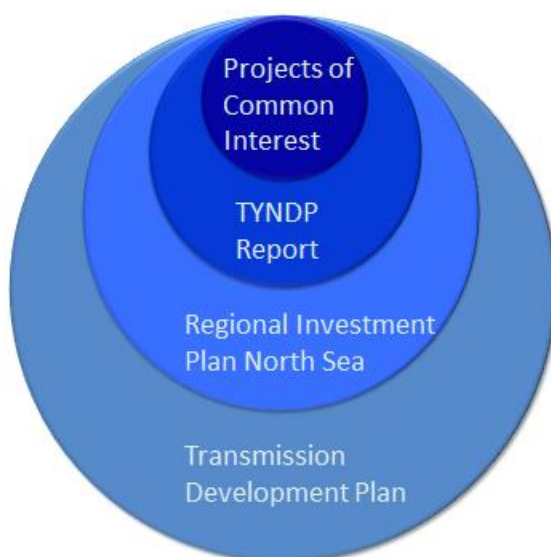 Projects of
Common
Interest
TYNDP
Report
Regional Investment
Plan North Sea
Transmission
Development Plan